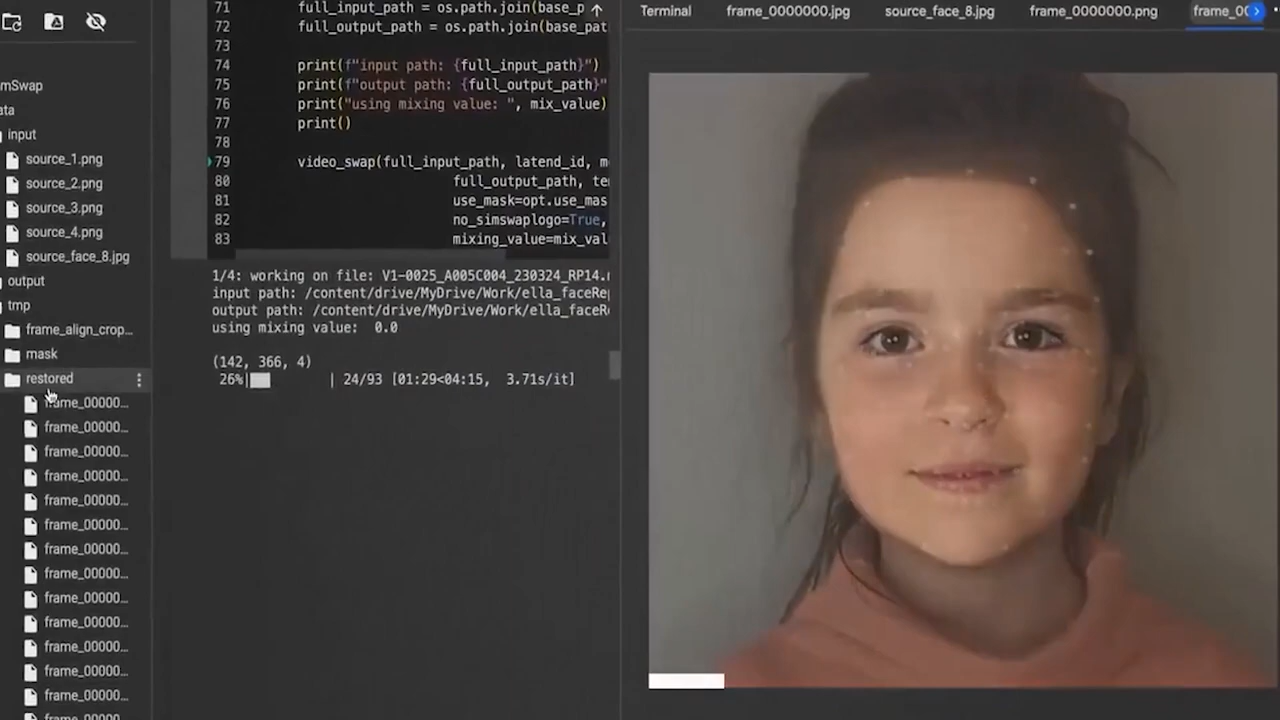 mSwap
ata
input
source_1.png
source_2.png
source_3.png
source_4.png
source_face_8.jpg
output
tmp
frame_align_crop...
mask
restored
frame_00000...
frame_00000...
frame_00000...
frame_00000...
frame_00000...
frame_00000...
frame_00000...
frame_00000...
frame_00000...
frame_00000...
frame_00000...
frame_00000...
frame_00000...
71 full_input_path = os.path.join(base_p
72 full_output_path = os.path.join(base_pat
73
74 print(f"input path: {full_input_path}")
75 print(f"output path: {full_output_path}"
76 print("using mixing value: ", mix_value)
77 print()
78
79 video_swap(full_input_path, latend_id, m
80 full_output_path, te
81 use_mask=opt.use_mas
82 no_simswaplogo=True,
83 mixing_value=mix_val
1/4: working on file: V1-0025_A005C004_230324_RP14.
input path: /content/drive/MyDrive/Work/ella_faceRe
output path: /content/drive/MyDrive/Work/ella_faceR
using mixing value: 0.0
(142, 366, 4)
26%| | 24/93 [01:29<04:15, 3.71s/it]
Terminal frame_0000000.jpg source_face_8.jpg frame_0000000.png frame_00